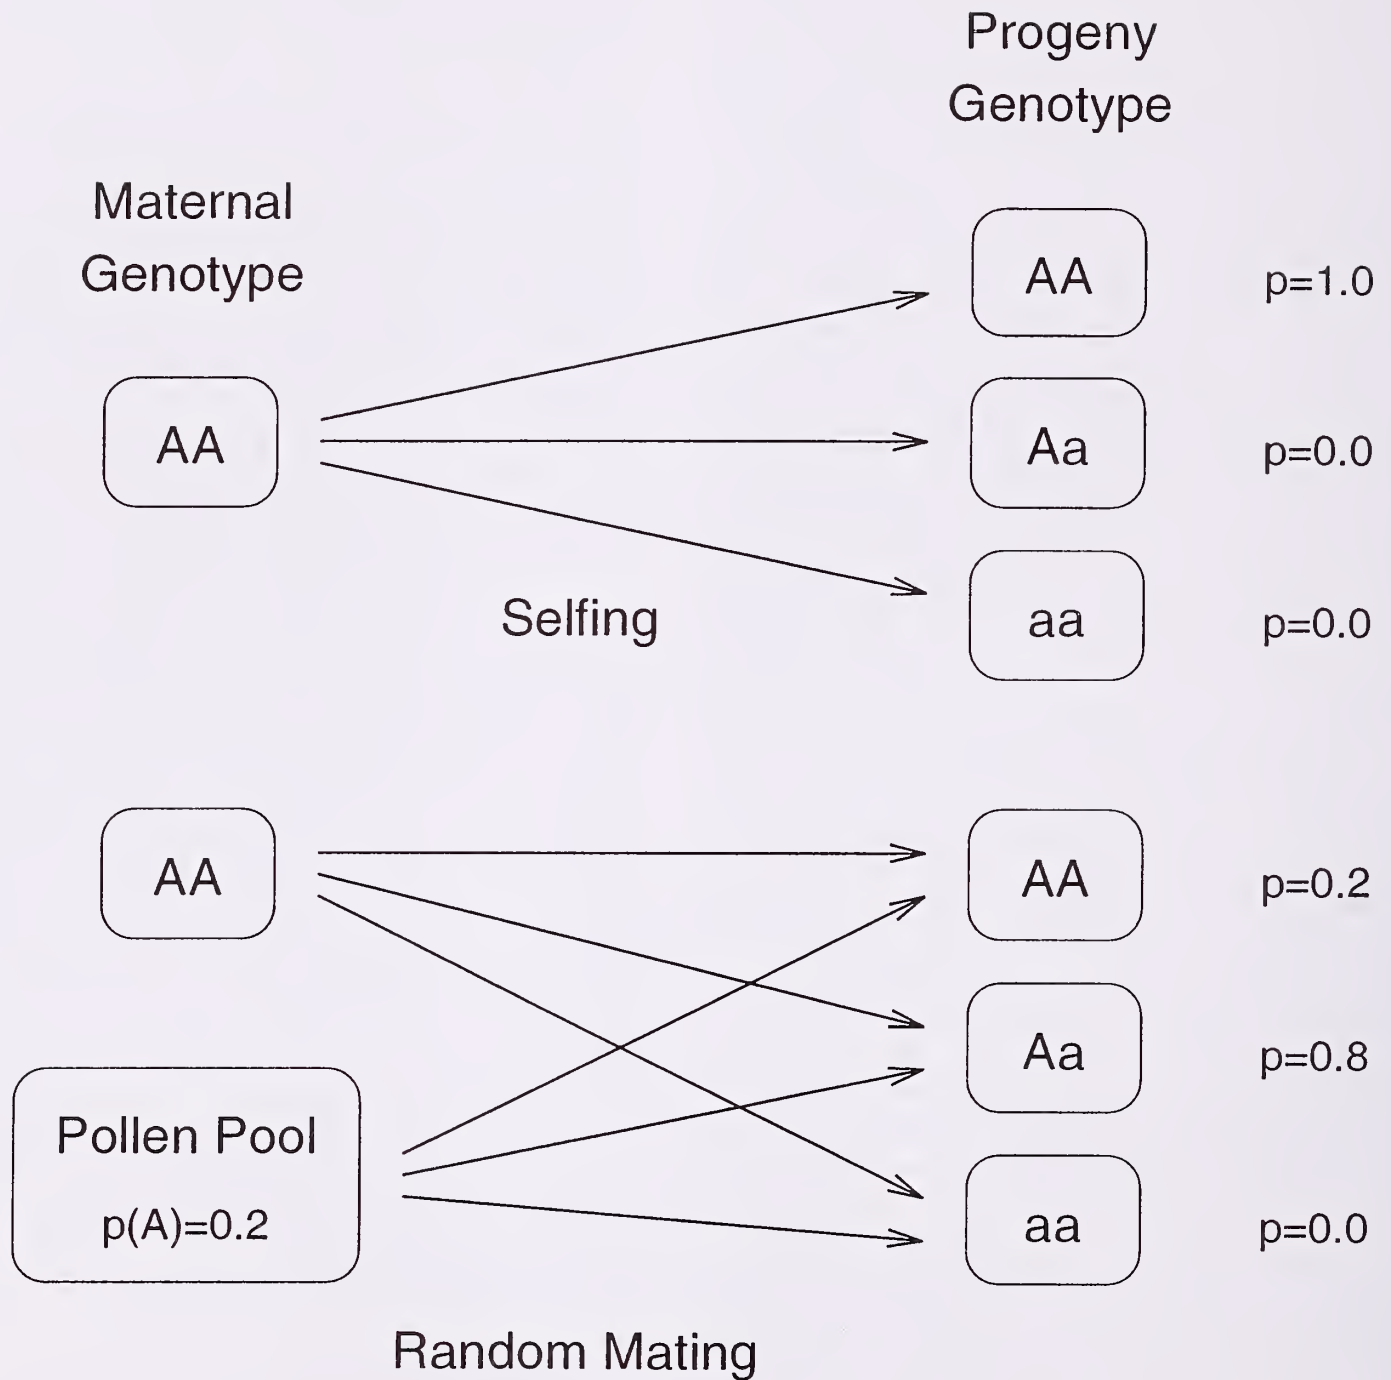 Progeny
Genotype
Maternal
Genotype
AA
AA
p=1.0
Aa
p=0.0
aa
p=0.0
Selfing
AA
Pollen Pool
p(A)=0.2
AA
p=0.2
Aa
p=0.8
aa
p=0.0
Random Mating